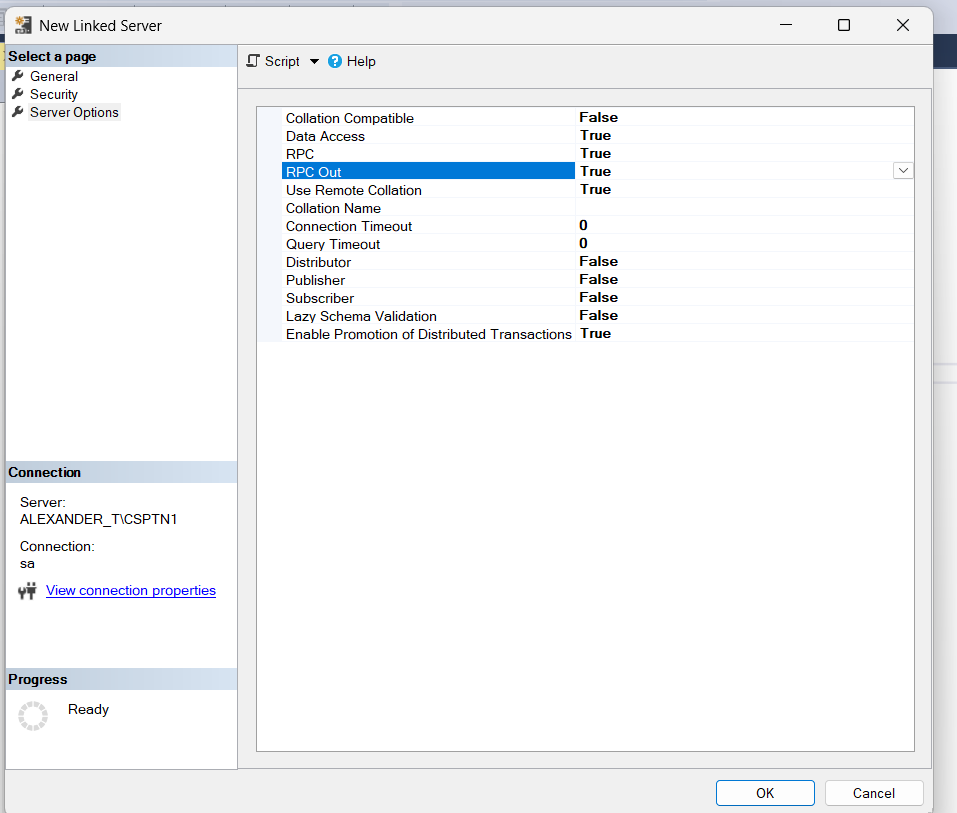 New Linked Server
Select a page
General
Security
Server Options
Script
Help
Collation Compatible False
Data Access True
RPC True
RPC Out True
Use Remote Collation True
Collation Name
Connection Timeout 0
Query Timeout 0
Distributor False
Publisher False
Subscriber False
Lazy Schema Validation False
Enable Promotion of Distributed Transactions True
Connection
Server:
ALEXANDER_T\CSPTN1
Connection:
sa
View connection properties
Progress
Ready
OK
Cancel